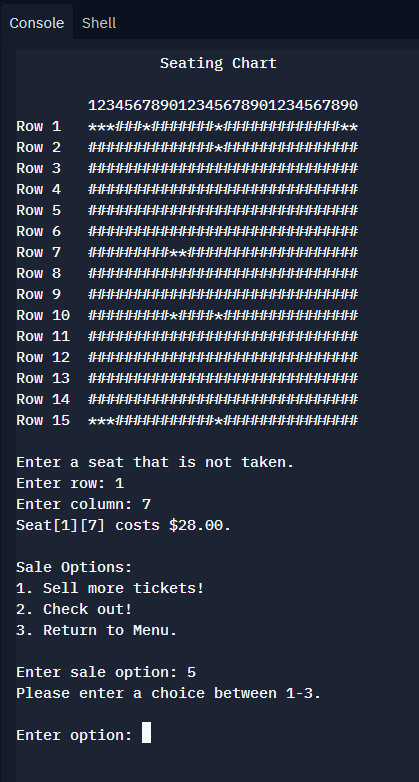 Console Shell
Seating Chart
123456789012345678901234567890
Row 1 ***###*#######*#############**
Row 2 ##############*###############
Row 3 ##############################
Row 4 ##############################
Row 5 ##############################
Row 6 ##############################
Row 7 #########**###################
Row 8 ##############################
Row 9 ##############################
Row 10 #########*####*###############
Row 11 ##############################
Row 12 ##############################
Row 13 ##############################
Row 14 ##############################
Row 15 ***###########*###############
Enter a seat that is not taken.
Enter row: 1
Enter column: 7
Seat[1][7] costs $28.00.
Sale Options:
1. Sell more tickets!
2. Check out!
3. Return to Menu.
Enter sale option: 5
Please enter a choice between 1-3.
Enter option: